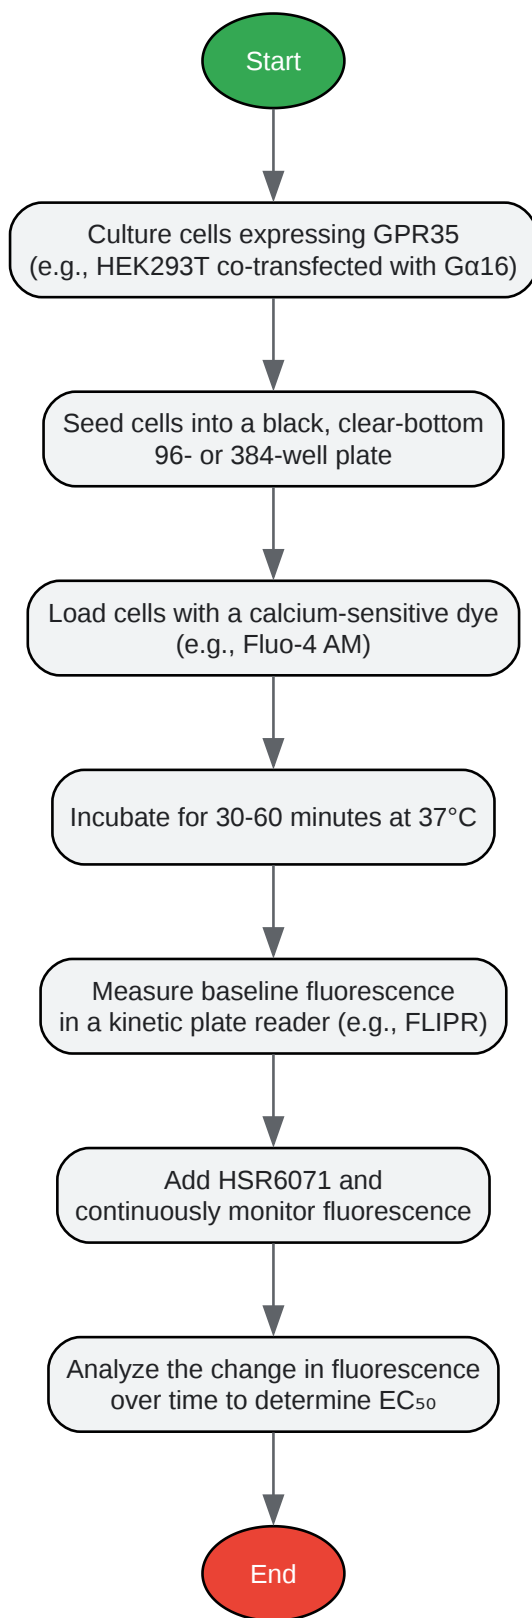 Start
Culture cells expressing GPR35
(e.g., HEK293T co-transfected with Gα16)
Seed cells into a black, clear-bottom
96- or 384-well plate
Load cells with a calcium-sensitive dye
(e.g., Fluo-4 AM)
Incubate for 30-60 minutes at 37°C
Measure baseline fluorescence
in a kinetic plate reader (e.g., FLIPR)
Add HSR6071 and
continuously monitor fluorescence
Analyze the change in fluorescence
over time to determine EC₅₀
End